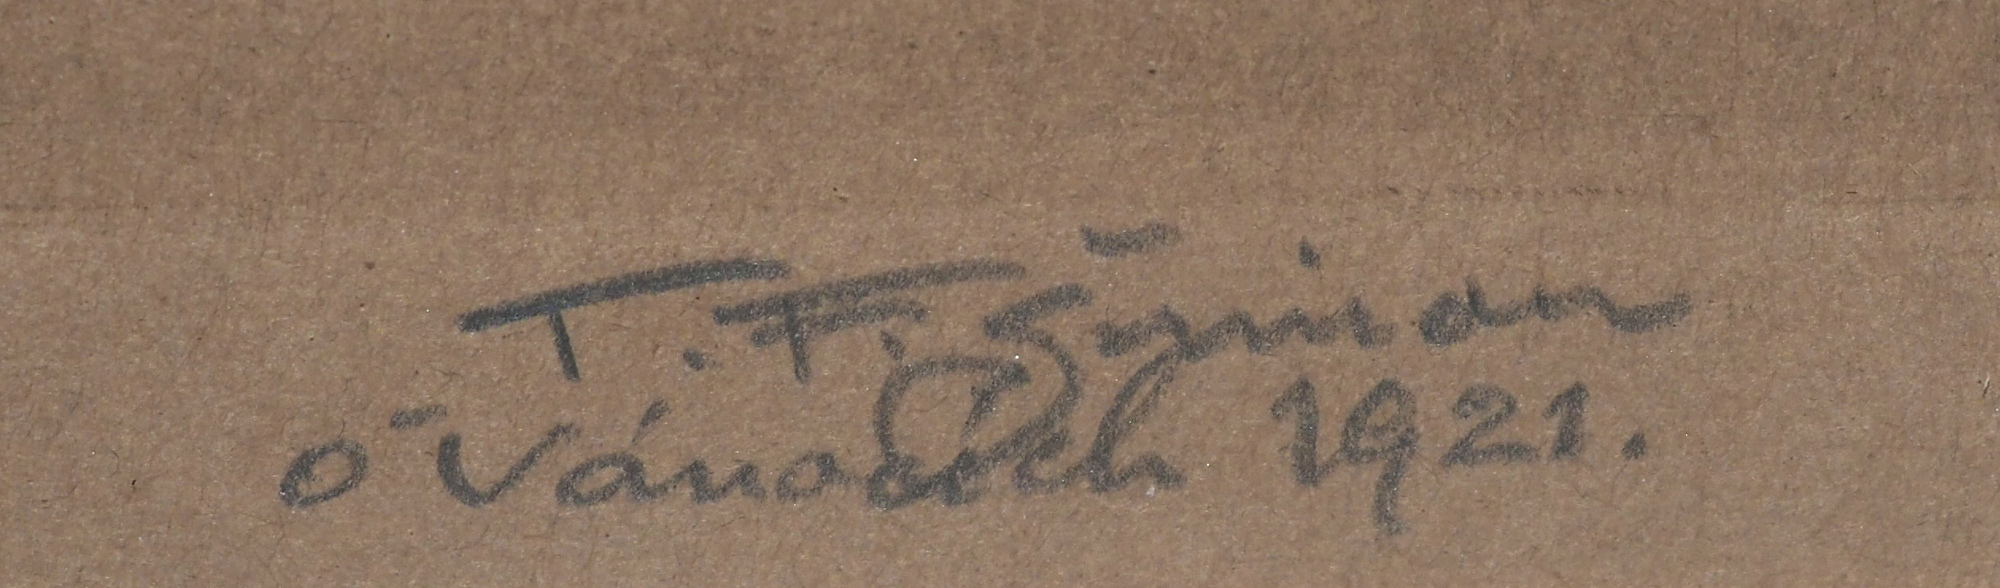 T. F. Šimon
o Vánocích 1921.